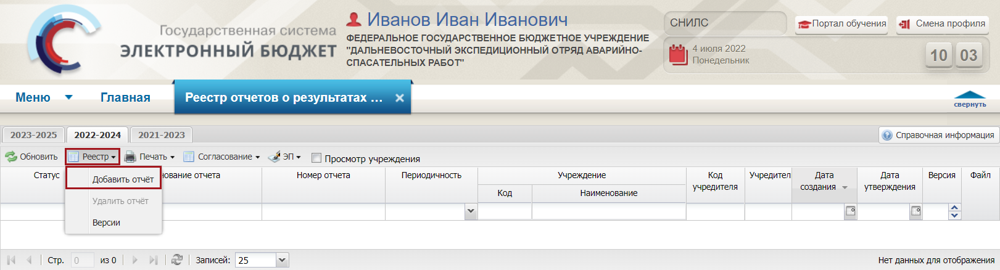 Государственная система
ЭЛЕКТРОННЫЙ БЮДЖЕТ
Иванов Иван Иванович
ФЕДЕРАЛЬНОЕ ГОСУДАРСТВЕННОЕ БЮДЖЕТНОЕ УЧРЕЖДЕНИЕ
"ДАЛЬНЕВОСТОЧНЫЙ ЭКСПЕДИЦИОННЫЙ ОТРЯД АВАРИЙНО-
СПАСАТЕЛЬНЫХ РАБОТ"
СНИЛС
Портал обучения
Смена профиля
4 июля 2022
Понедельник
10 03
Меню
Главная
Реестр отчетов о результатах ...
свернуть
2023-2025
2022-2024
2021-2023
Справочная информация
Обновить
Реестр
Печать
Согласование
ЭП
Просмотр учреждения
Добавить отчёт
Удалить отчёт
Версии
Статус
нование отчета
Номер отчета
Периодичность
Учреждение
Код
Наименование
Код
учредителя
Учредител
Дата
создания
Дата
утверждения
Версия
Файл
Стр. 0 из 0
Записей: 25
Нет данных для отображения